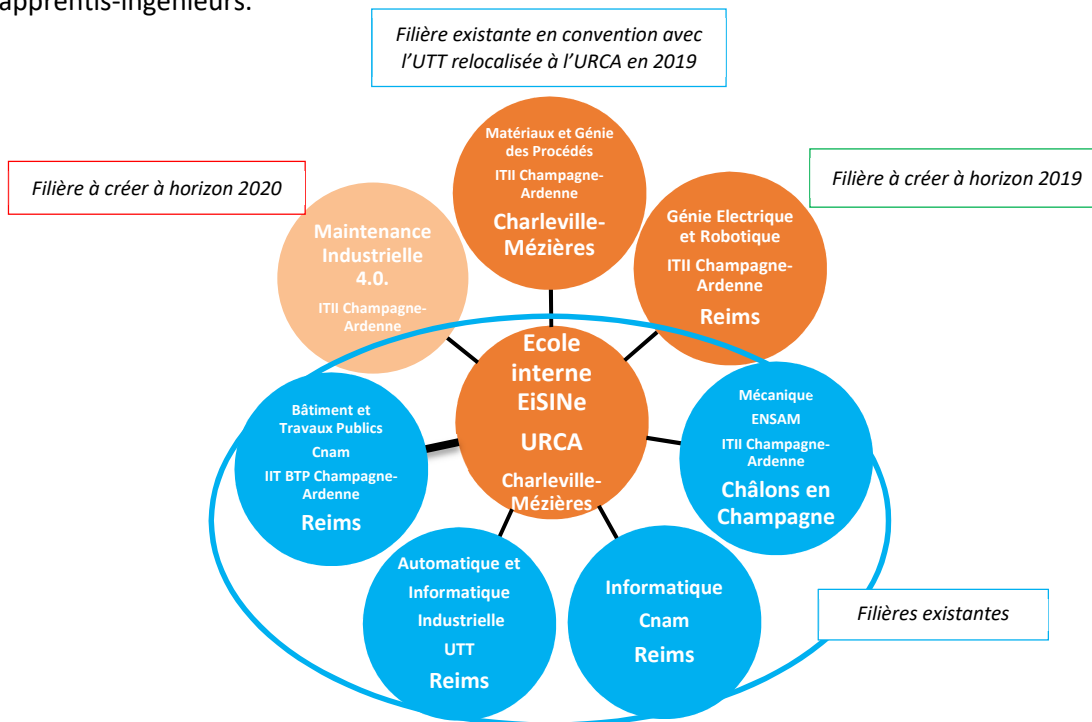 apprentis-ingénieurs.
Filière existante en convention avec
l'UTT relocalisée à l'URCA en 2019
Filière à créer à horizon 2020
Matériaux et Génie
des Procédés
ITII Champagne-
Ardenne
Charleville-
Mézières
Filière à créer à horizon 2019
Maintenance
Industrielle
4.0.
ITII Champagne-
Ardenne
Génie Electrique
et Robotique
ITII Champagne-
Ardenne
Reims
Ecole
interne
EiSINe
URCA
Charleville-
Mézières
Bâtiment et
Travaux Publics
Cnam
IIT BTP Champagne-
Ardenne
Reims
Mécanique
ENSAM
ITII Champagne-
Ardenne
Châlons en
Champagne
Automatique et
Informatique
Industrielle
UTT
Reims
Informatique
Cnam
Reims
Filières existantes